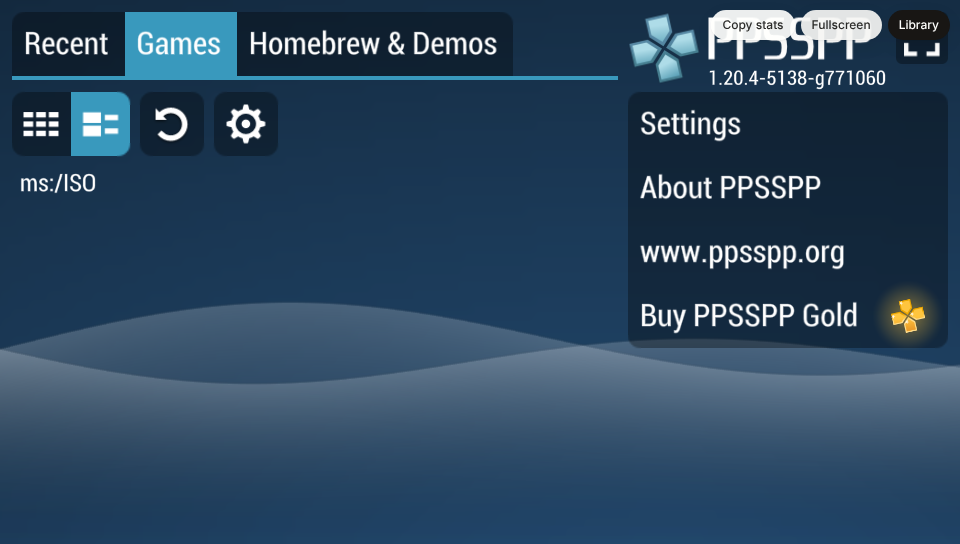 Recent Games Homebrew & Demos
Copy stats Fullscreen Library
PPSSPP
1.20.4-5138-g771060
ms:/ISO
Settings
About PPSSPP
www.ppsspp.org
Buy PPSSPP Gold